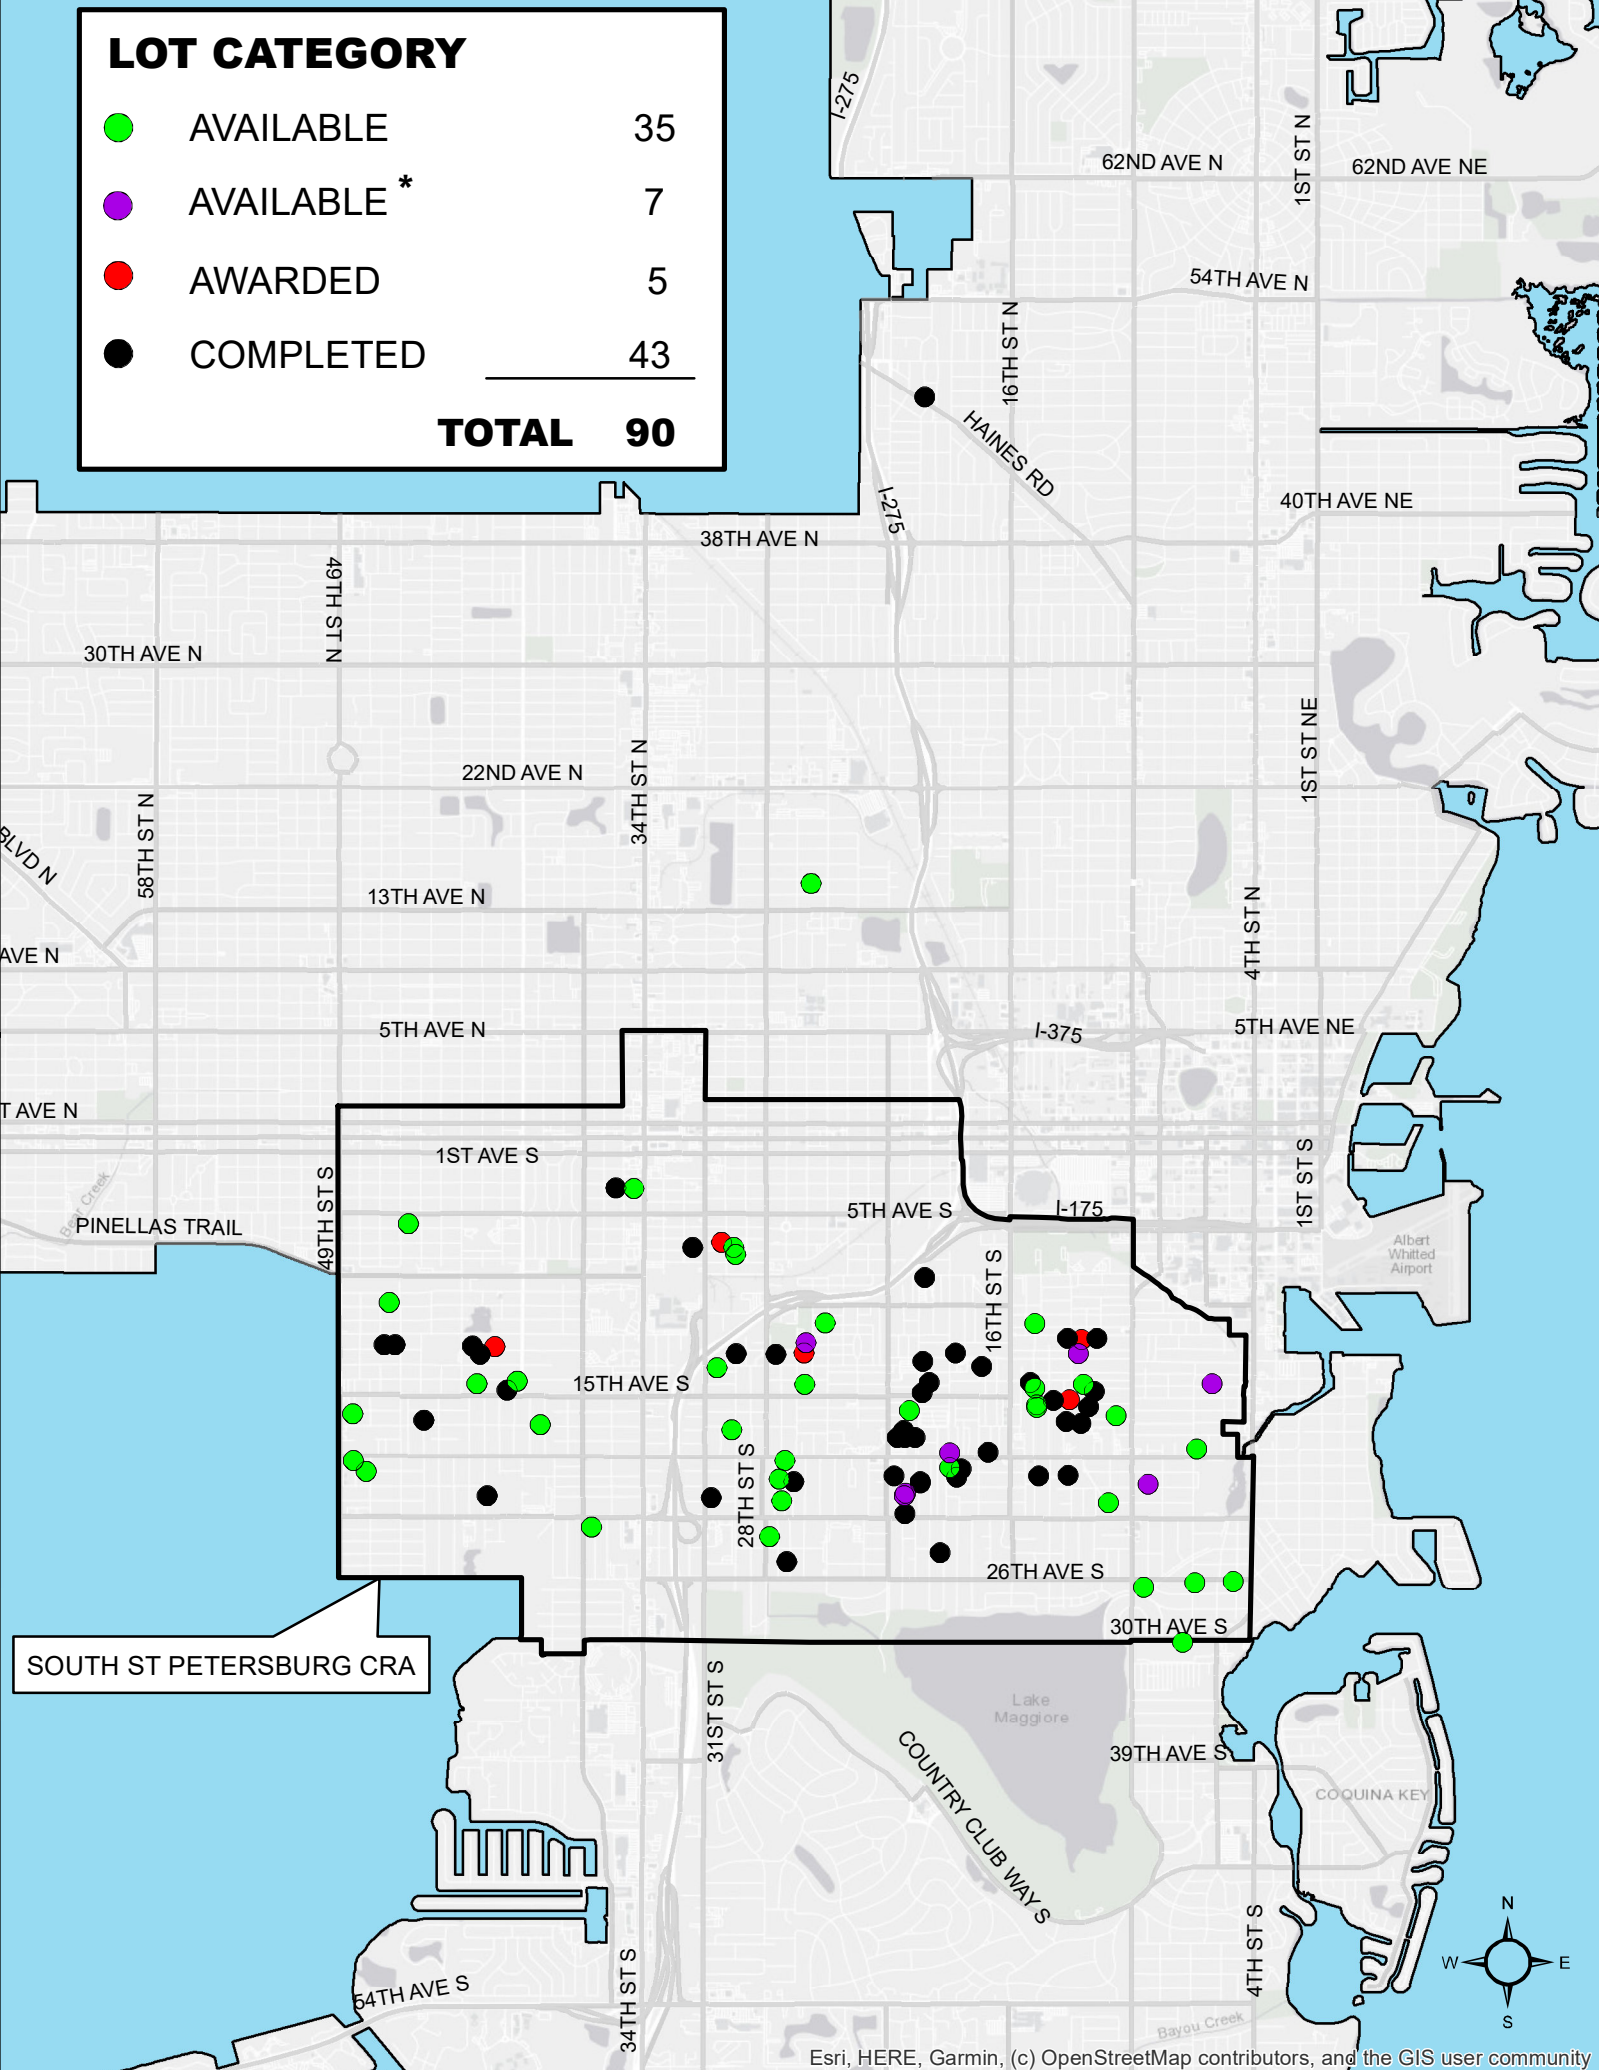 LOT CATEGORY
AVAILABLE 35
AVAILABLE * 7
AWARDED 5
COMPLETED 43
TOTAL 90
I-275
62ND AVE N
1ST ST N
62ND AVE NE
54TH AVE N
16TH ST N
HAINES RD
I-275
40TH AVE NE
38TH AVE N
49TH ST N
30TH AVE N
1ST ST NE
22ND AVE N
34TH ST N
58TH ST N
BLVD N
13TH AVE N
4TH ST N
AVE N
5TH AVE N
I-375
5TH AVE NE
T AVE N
1ST AVE S
49TH ST S
Bear Creek
PINELLAS TRAIL
5TH AVE S
I-175
1ST ST S
Albert
Whitted
Airport
16TH ST S
15TH AVE S
28TH ST S
26TH AVE S
30TH AVE S
SOUTH ST PETERSBURG CRA
31ST ST S
Lake
Maggiore
COUNTRY CLUB WAY S
39TH AVE S
COQUINA KEY
4TH ST S
34TH ST S
54TH AVE S
Bayou Creek
N
W E
S
Esri, HERE, Garmin, (c) OpenStreetMap contributors, and the GIS user community